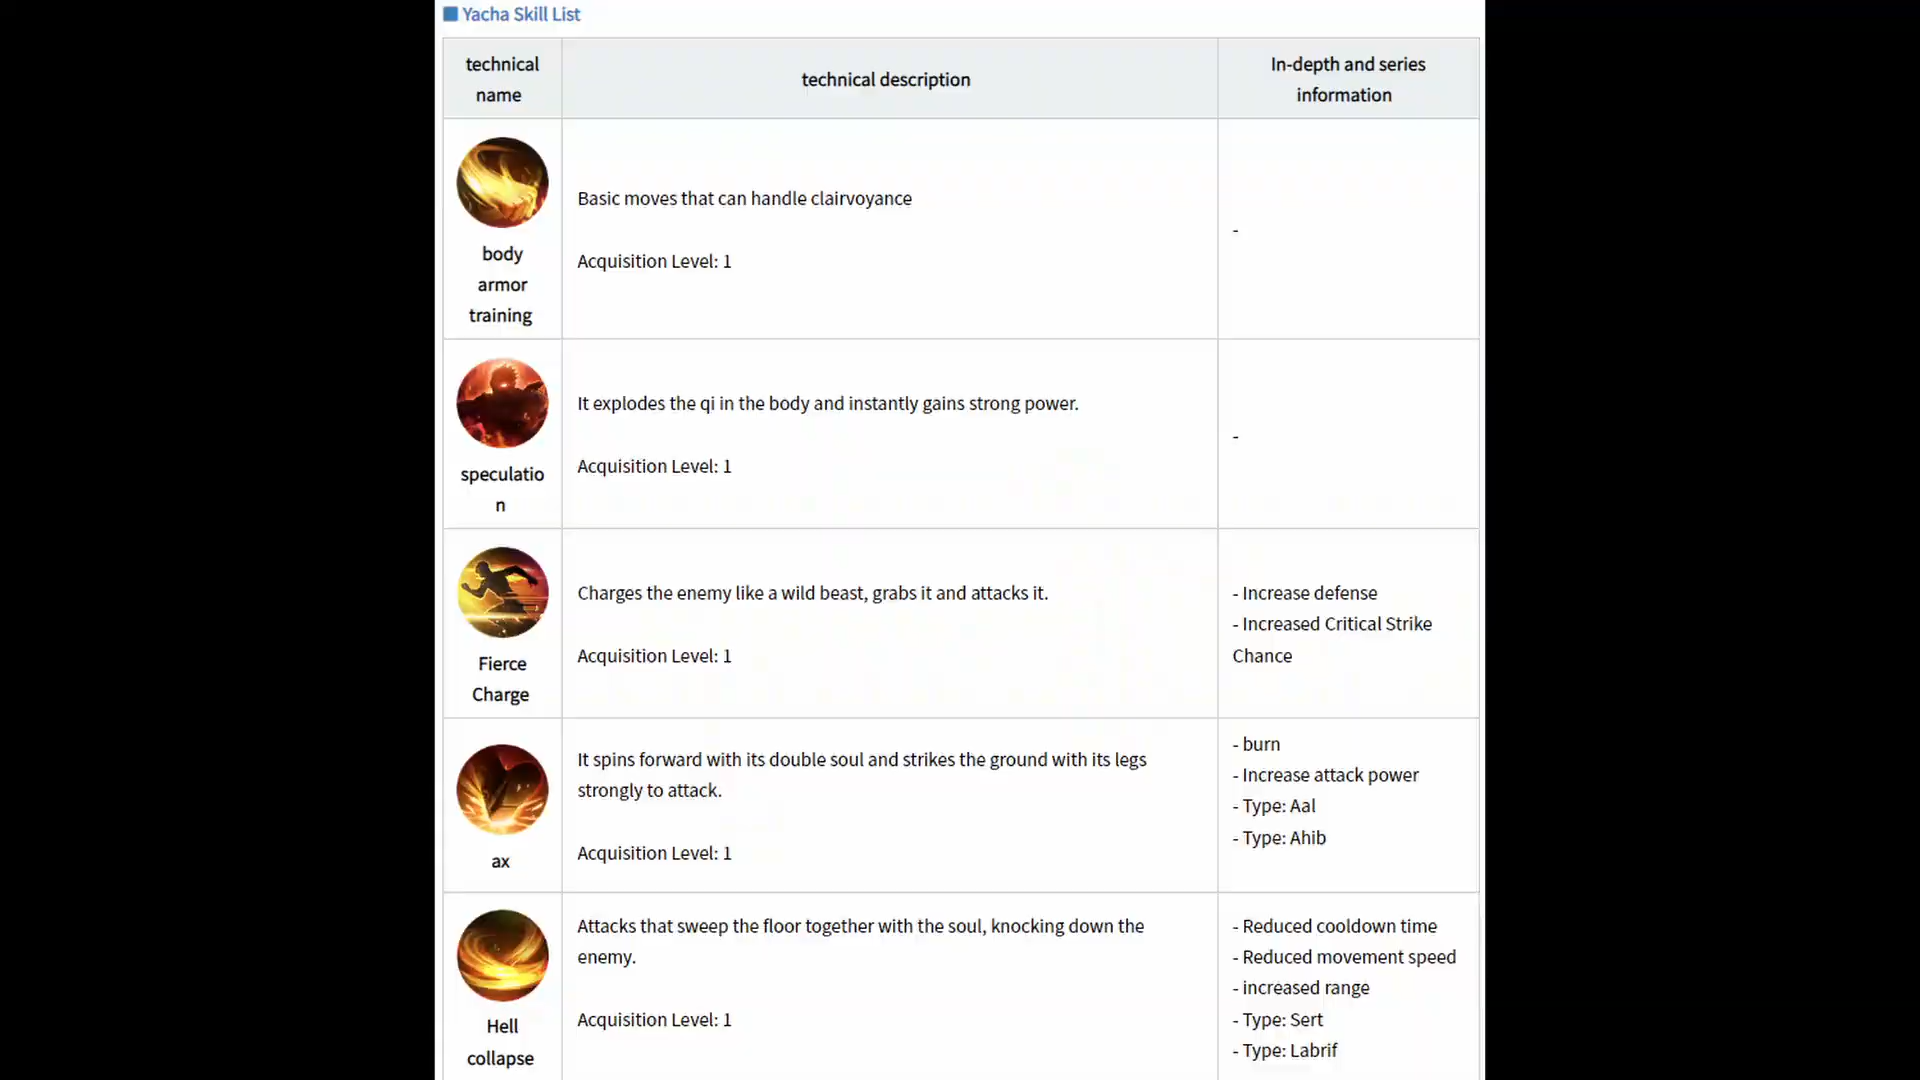 Yacha Skill List
technical
name
technical description
In-depth and series
information
body
armor
training
Basic moves that can handle clairvoyance
Acquisition Level: 1
-
speculatio
n
It explodes the qi in the body and instantly gains strong power.
Acquisition Level: 1
-
Fierce
Charge
Charges the enemy like a wild beast, grabs it and attacks it.
Acquisition Level: 1
- Increase defense
- Increased Critical Strike
Chance
ax
It spins forward with its double soul and strikes the ground with its legs
strongly to attack.
Acquisition Level: 1
- burn
- Increase attack power
- Type: Aal
- Type: Ahib
Hell
collapse
Attacks that sweep the floor together with the soul, knocking down the
enemy.
Acquisition Level: 1
- Reduced cooldown time
- Reduced movement speed
- increased range
- Type: Sert
- Type: Labrif